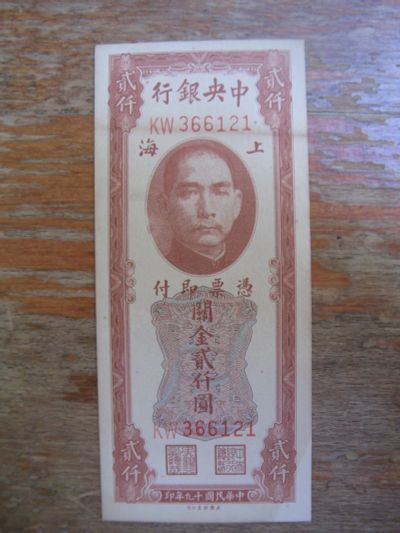 貳仟
貳仟
中央銀行
KW 366121
上海
憑票即付
關金貳仟圓
KW 366121
貳仟
貳仟
中華民國十九年印